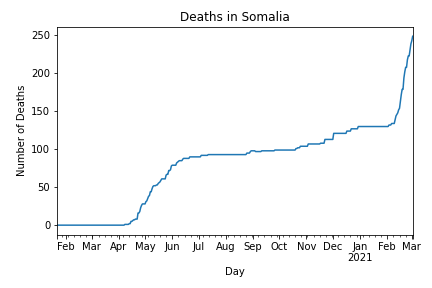 Deaths in Somalia
250
200
150
100
50
0
Number of Deaths
Feb Mar Apr May Jun Jul Aug Sep Oct Nov Dec Jan Feb Mar
2021
Day